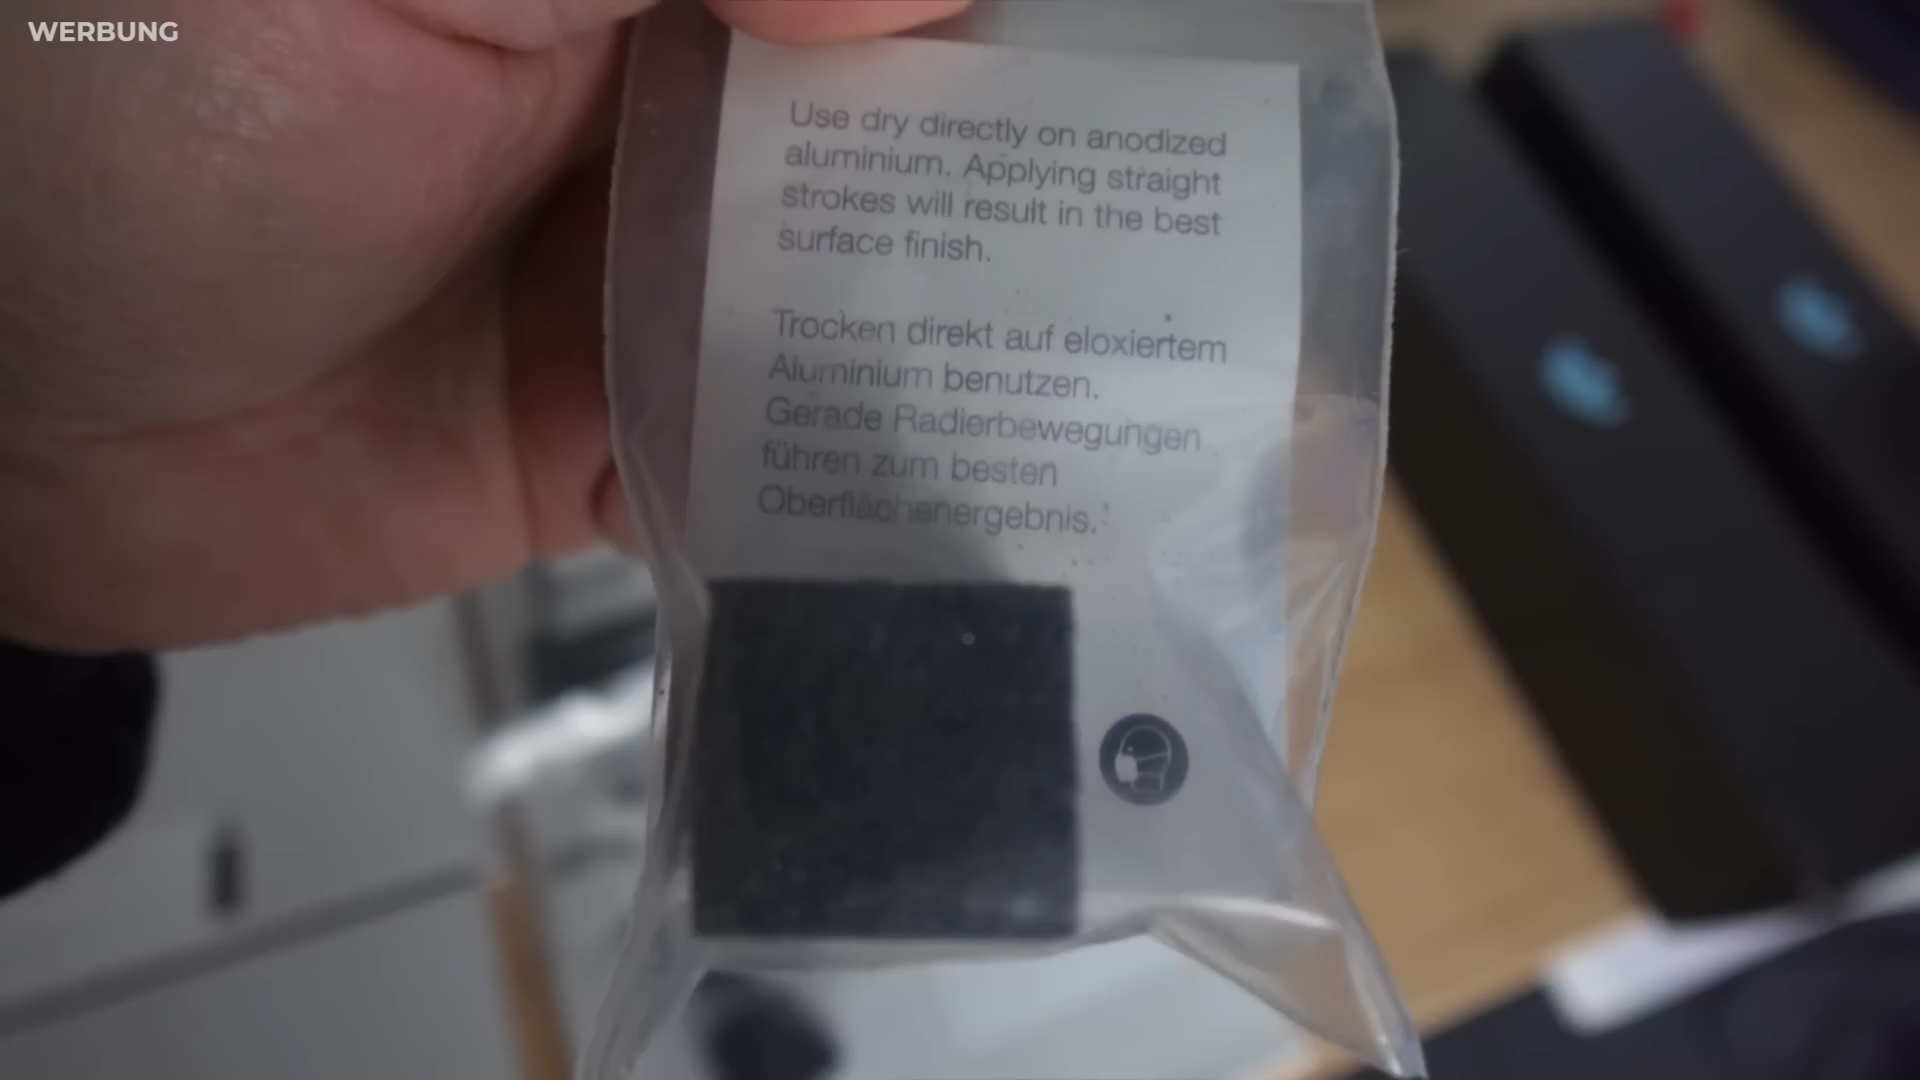 WERBUNG
Use dry directly on anodized
aluminium. Applying straight
strokes will result in the best
surface finish.
Trocken direkt auf eloxiertem
Aluminium benutzen.
Gerade Radierbewegungen
führen zum besten
Oberflächenergebnis.